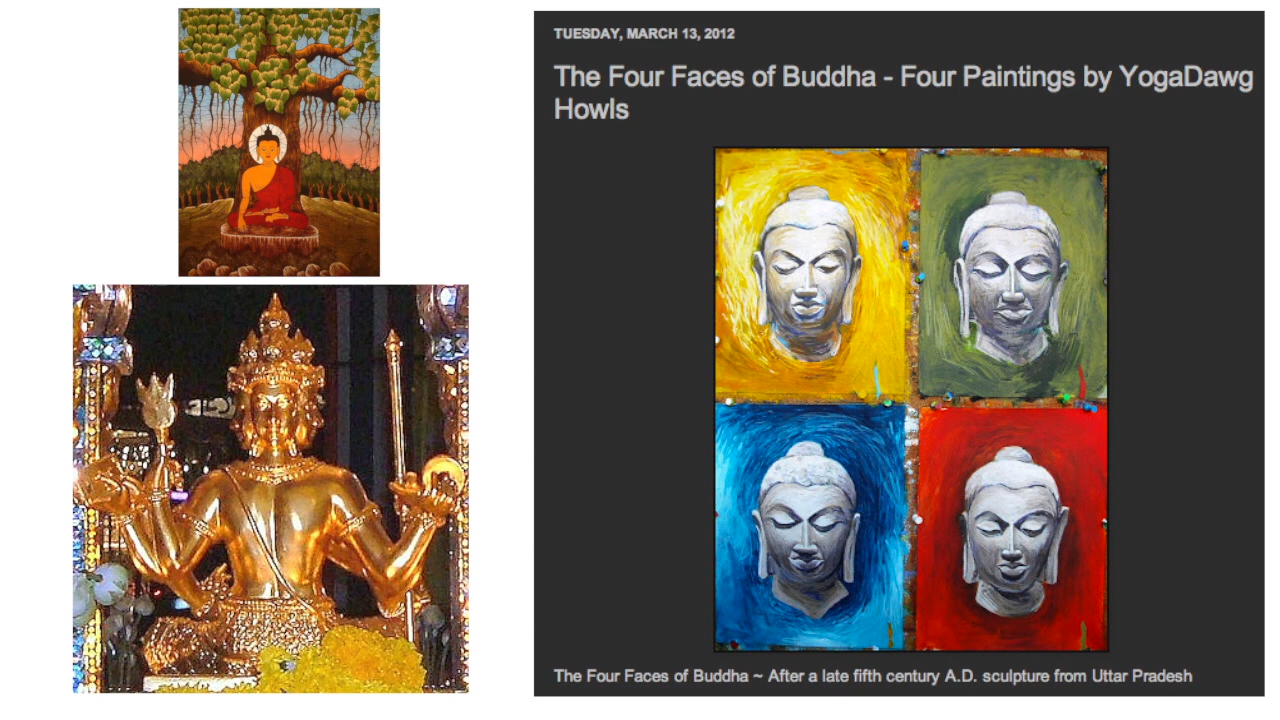 TUESDAY, MARCH 13, 2012
The Four Faces of Buddha - Four Paintings by YogaDawg
Howls
The Four Faces of Buddha ~ After a late fifth century A.D. sculpture from Uttar Pradesh